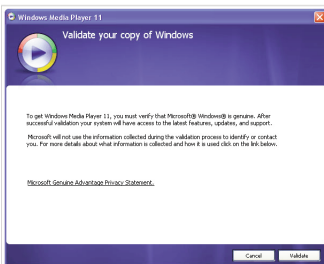 Windows Media Player 11
Validate your copy of Windows
To get Windows Media Player 11, you must verify that Microsoft® Windows® is genuine. After
successful validation your system will have access to the latest features, updates, and support.
Microsoft will not use the information collected during the validation process to identify or contact
you. For more details about what information is collected and how it is used click on the link below.
Microsoft Genuine Advantage Privacy Statement.
Cancel Validate